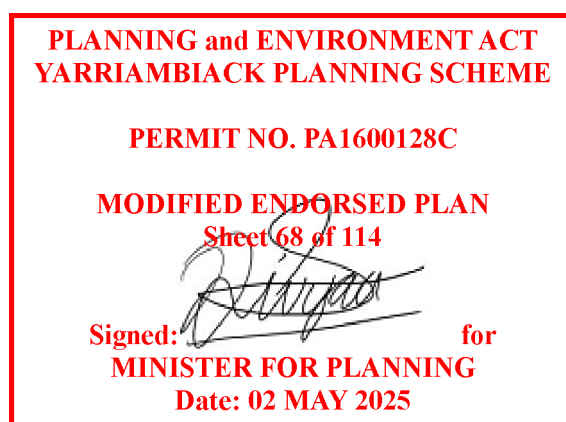 PLANNING and ENVIRONMENT ACT
YARRIAMBIACK PLANNING SCHEME
PERMIT NO. PA1600128C
MODIFIED ENDORSED PLAN
Sheet 68 of 114
Signed: for
MINISTER FOR PLANNING
Date: 02 MAY 2025